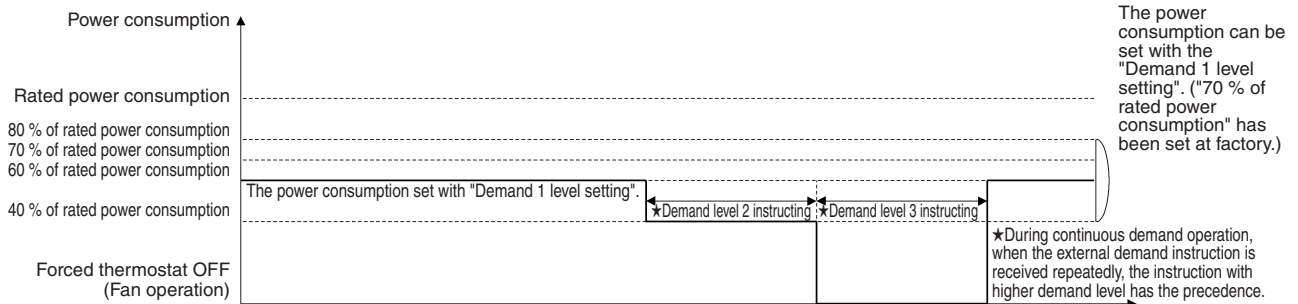 Power consumption
The power
consumption can be
set with the
"Demand 1 level
setting". ("70 % of
rated power
consumption" has
been set at factory.)
Rated power consumption
80 % of rated power consumption
70 % of rated power consumption
60 % of rated power consumption
The power consumption set with "Demand 1 level setting".
40 % of rated power consumption
★Demand level 2 instructing
★Demand level 3 instructing
★During continuous demand operation,
when the external demand instruction is
received repeatedly, the instruction with
higher demand level has the precedence.
Forced thermostat OFF
(Fan operation)